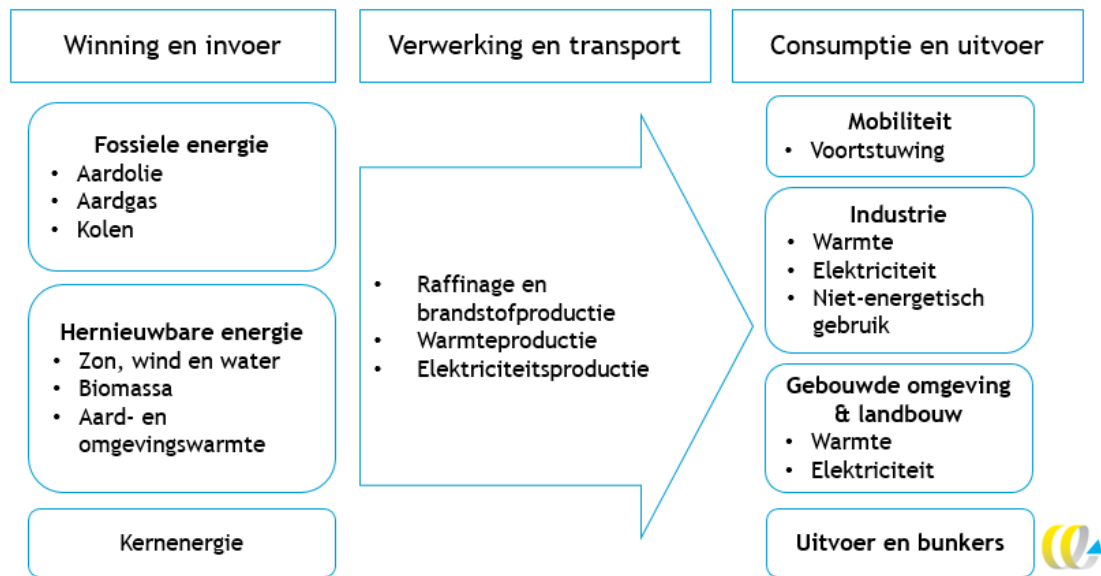 Winning en invoer
Verwerking en transport
Consumptie en uitvoer
Fossiele energie
• Aardolie
• Aardgas
• Kolen
Hernieuwbare energie
• Zon, wind en water
• Biomassa
• Aard- en
omgevingswarmte
Kernenergie
• Raffinage en
brandstofproductie
• Warmteproductie
• Elektriciteitsproductie
Mobiliteit
• Voortstuwing
Industrie
• Warmte
• Elektriciteit
• Niet-energetisch
gebruik
Gebouwde omgeving
& landbouw
• Warmte
• Elektriciteit
Uitvoer en bunkers